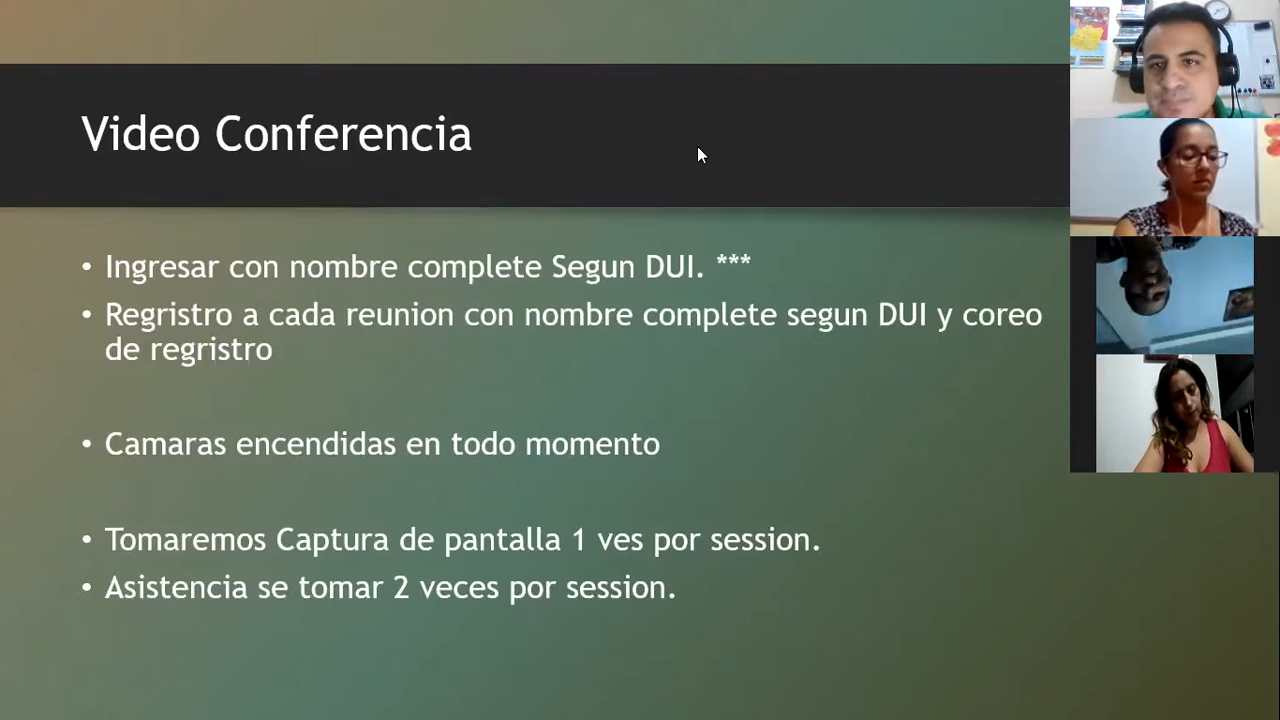 Video Conferencia
• Ingresar con nombre complete Segun DUI. ***
• Regristro a cada reunion con nombre complete segun DUI y coreo
de regristro
• Camaras encendidas en todo momento
• Tomaremos Captura de pantalla 1 ves por session.
• Asistencia se tomar 2 veces por session.